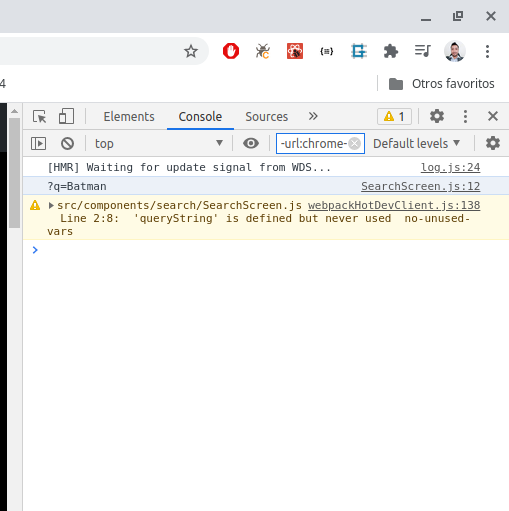 4
Otros favoritos
Elements Console Sources 1
top -url:chrome- Default levels
[HMR] Waiting for update signal from WDS... log.js:24
?q=Batman SearchScreen.js:12
src/components/search/SearchScreen.js webpackHotDevClient.js:138
Line 2:8: 'queryString' is defined but never used no-unused-
vars